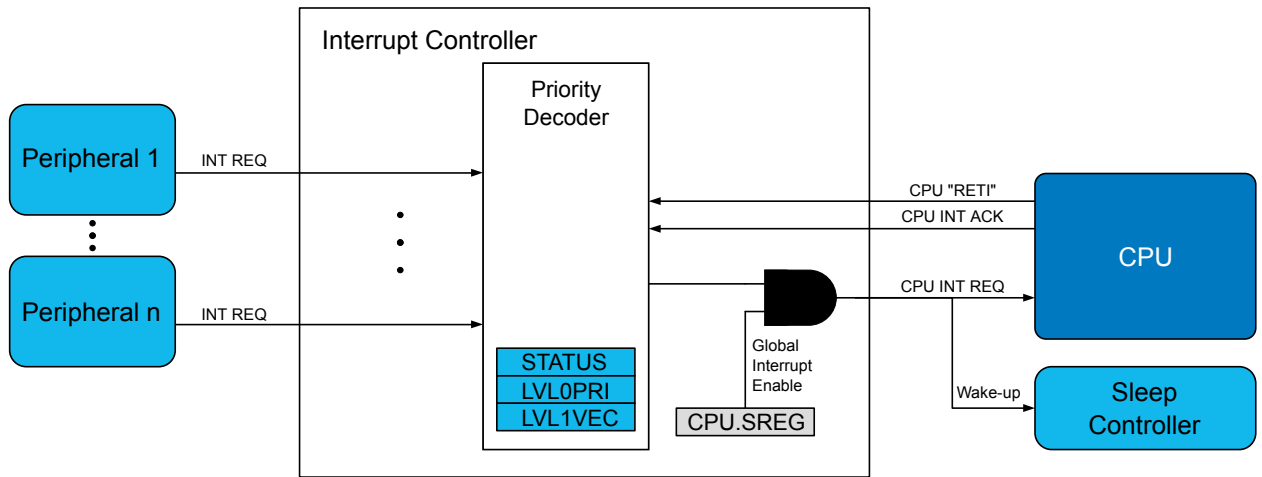 Interrupt Controller
Priority
Decoder
Peripheral 1
INT REQ
CPU "RETI"
CPU INT ACK
CPU
Peripheral n
INT REQ
CPU INT REQ
Global
Interrupt
Enable
STATUS
LVL0PRI
LVL1VEC
CPU.SREG
Wake-up
Sleep
Controller